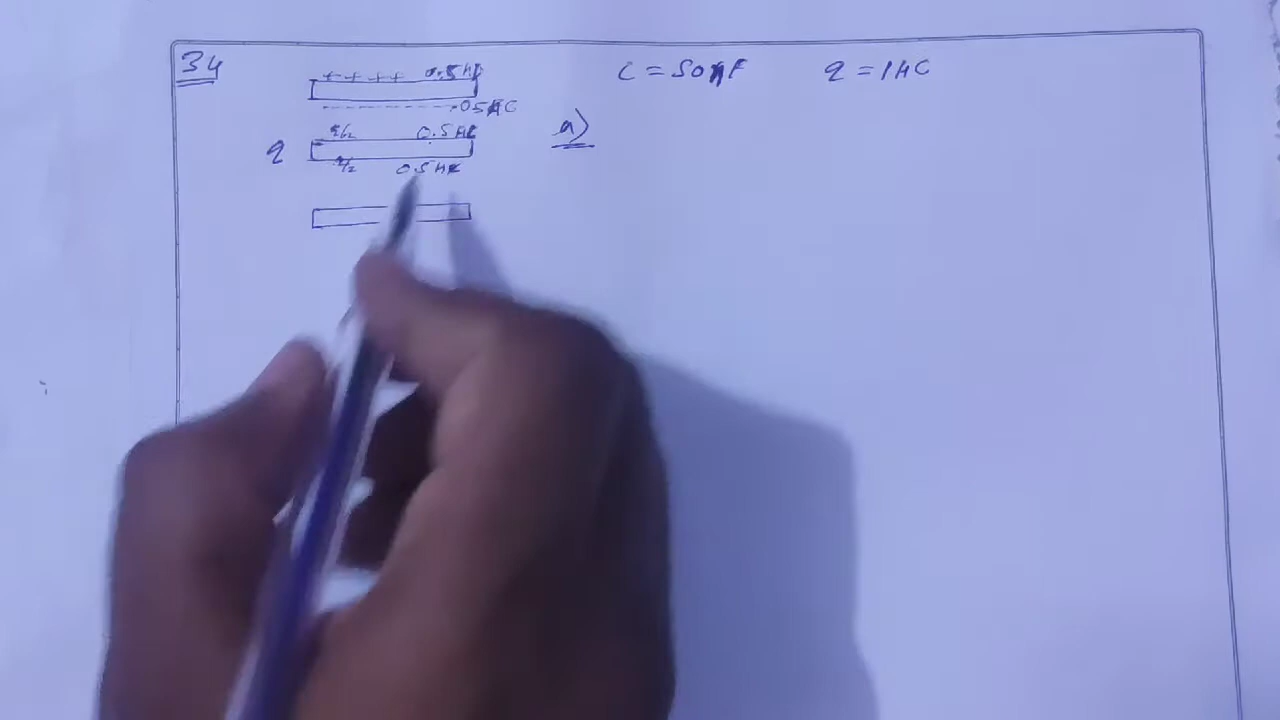 34
++++ 0.5μC
------ -0.5μC
q/2 0.5μC
q
q/2 0.5μC
C = 50μF q = 1μC
a)